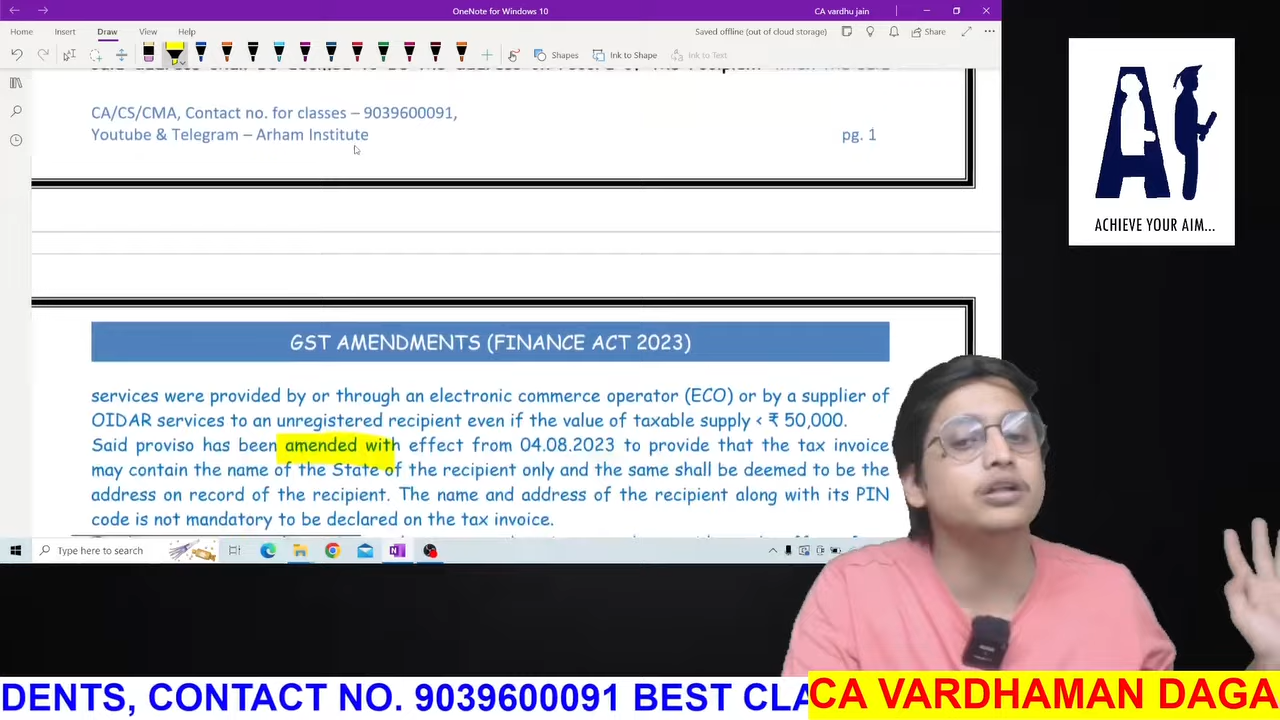 OneNote for Windows 10
CA vardhu jain
Home Insert Draw View Help
Saved offline (out of cloud storage)
Share
Shapes
Ink to Shape
Ink to Text
CA/CS/CMA, Contact no. for classes – 9039600091,
Youtube & Telegram – Arham Institute
pg. 1
GST AMENDMENTS (FINANCE ACT 2023)
services were provided by or through an electronic commerce operator (ECO) or by a supplier of
OIDAR services to an unregistered recipient even if the value of taxable supply < ₹ 50,000.
Said proviso has been amended with effect from 04.08.2023 to provide that the tax invoice
may contain the name of the State of the recipient only and the same shall be deemed to be the
address on record of the recipient. The name and address of the recipient along with its PIN
code is not mandatory to be declared on the tax invoice.
Type here to search
ACHIEVE YOUR AIM...
DENTS, CONTACT NO. 9039600091 BEST CLA
CA VARDHAMAN DAGA